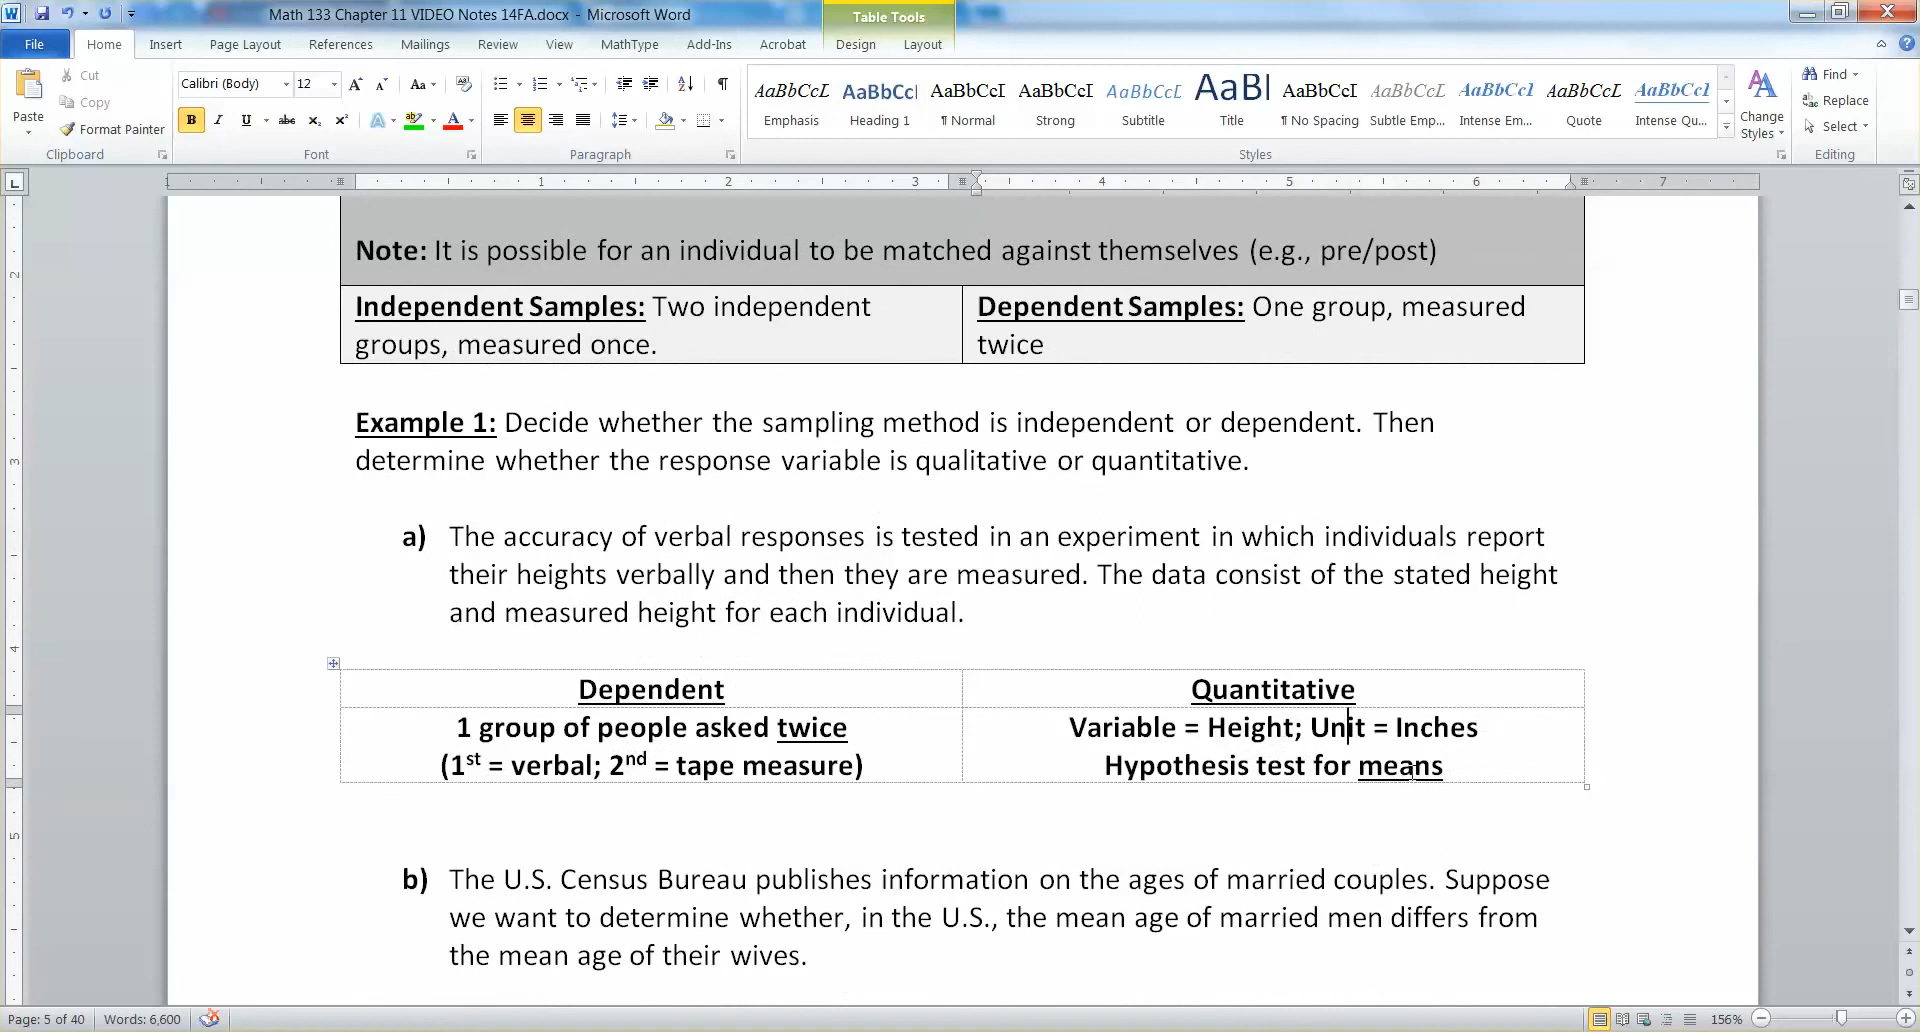 Math 133 Chapter 11 VIDEO Notes 14FA.docx - Microsoft Word
Table Tools
File Home Insert Page Layout References Mailings Review View MathType Add-Ins Acrobat Design Layout
Paste Cut Copy Format Painter
Calibri (Body) 12
AaBbCcL AaBbCcl AaBbCcI AaBbCcI AaBbCcL AaBl AaBbCcI AaBbCcL AaBbCcl AaBbCcL AaBbCcl
Emphasis Heading 1 ¶ Normal Strong Subtitle Title ¶ No Spacing Subtle Emp... Intense Em... Quote Intense Qu...
Change Styles
Find
Replace
Select
Clipboard Font Paragraph Styles Editing
1 1 2 3 4 5 6 7
Note: It is possible for an individual to be matched against themselves (e.g., pre/post)
Independent Samples: Two independent
groups, measured once.
Dependent Samples: One group, measured
twice
Example 1: Decide whether the sampling method is independent or dependent. Then
determine whether the response variable is qualitative or quantitative.
a) The accuracy of verbal responses is tested in an experiment in which individuals report
their heights verbally and then they are measured. The data consist of the stated height
and measured height for each individual.
Dependent
1 group of people asked twice
(1st = verbal; 2nd = tape measure)
Quantitative
Variable = Height; Unit = Inches
Hypothesis test for means
b) The U.S. Census Bureau publishes information on the ages of married couples. Suppose
we want to determine whether, in the U.S., the mean age of married men differs from
the mean age of their wives.
Page: 5 of 40 Words: 6,600 156%